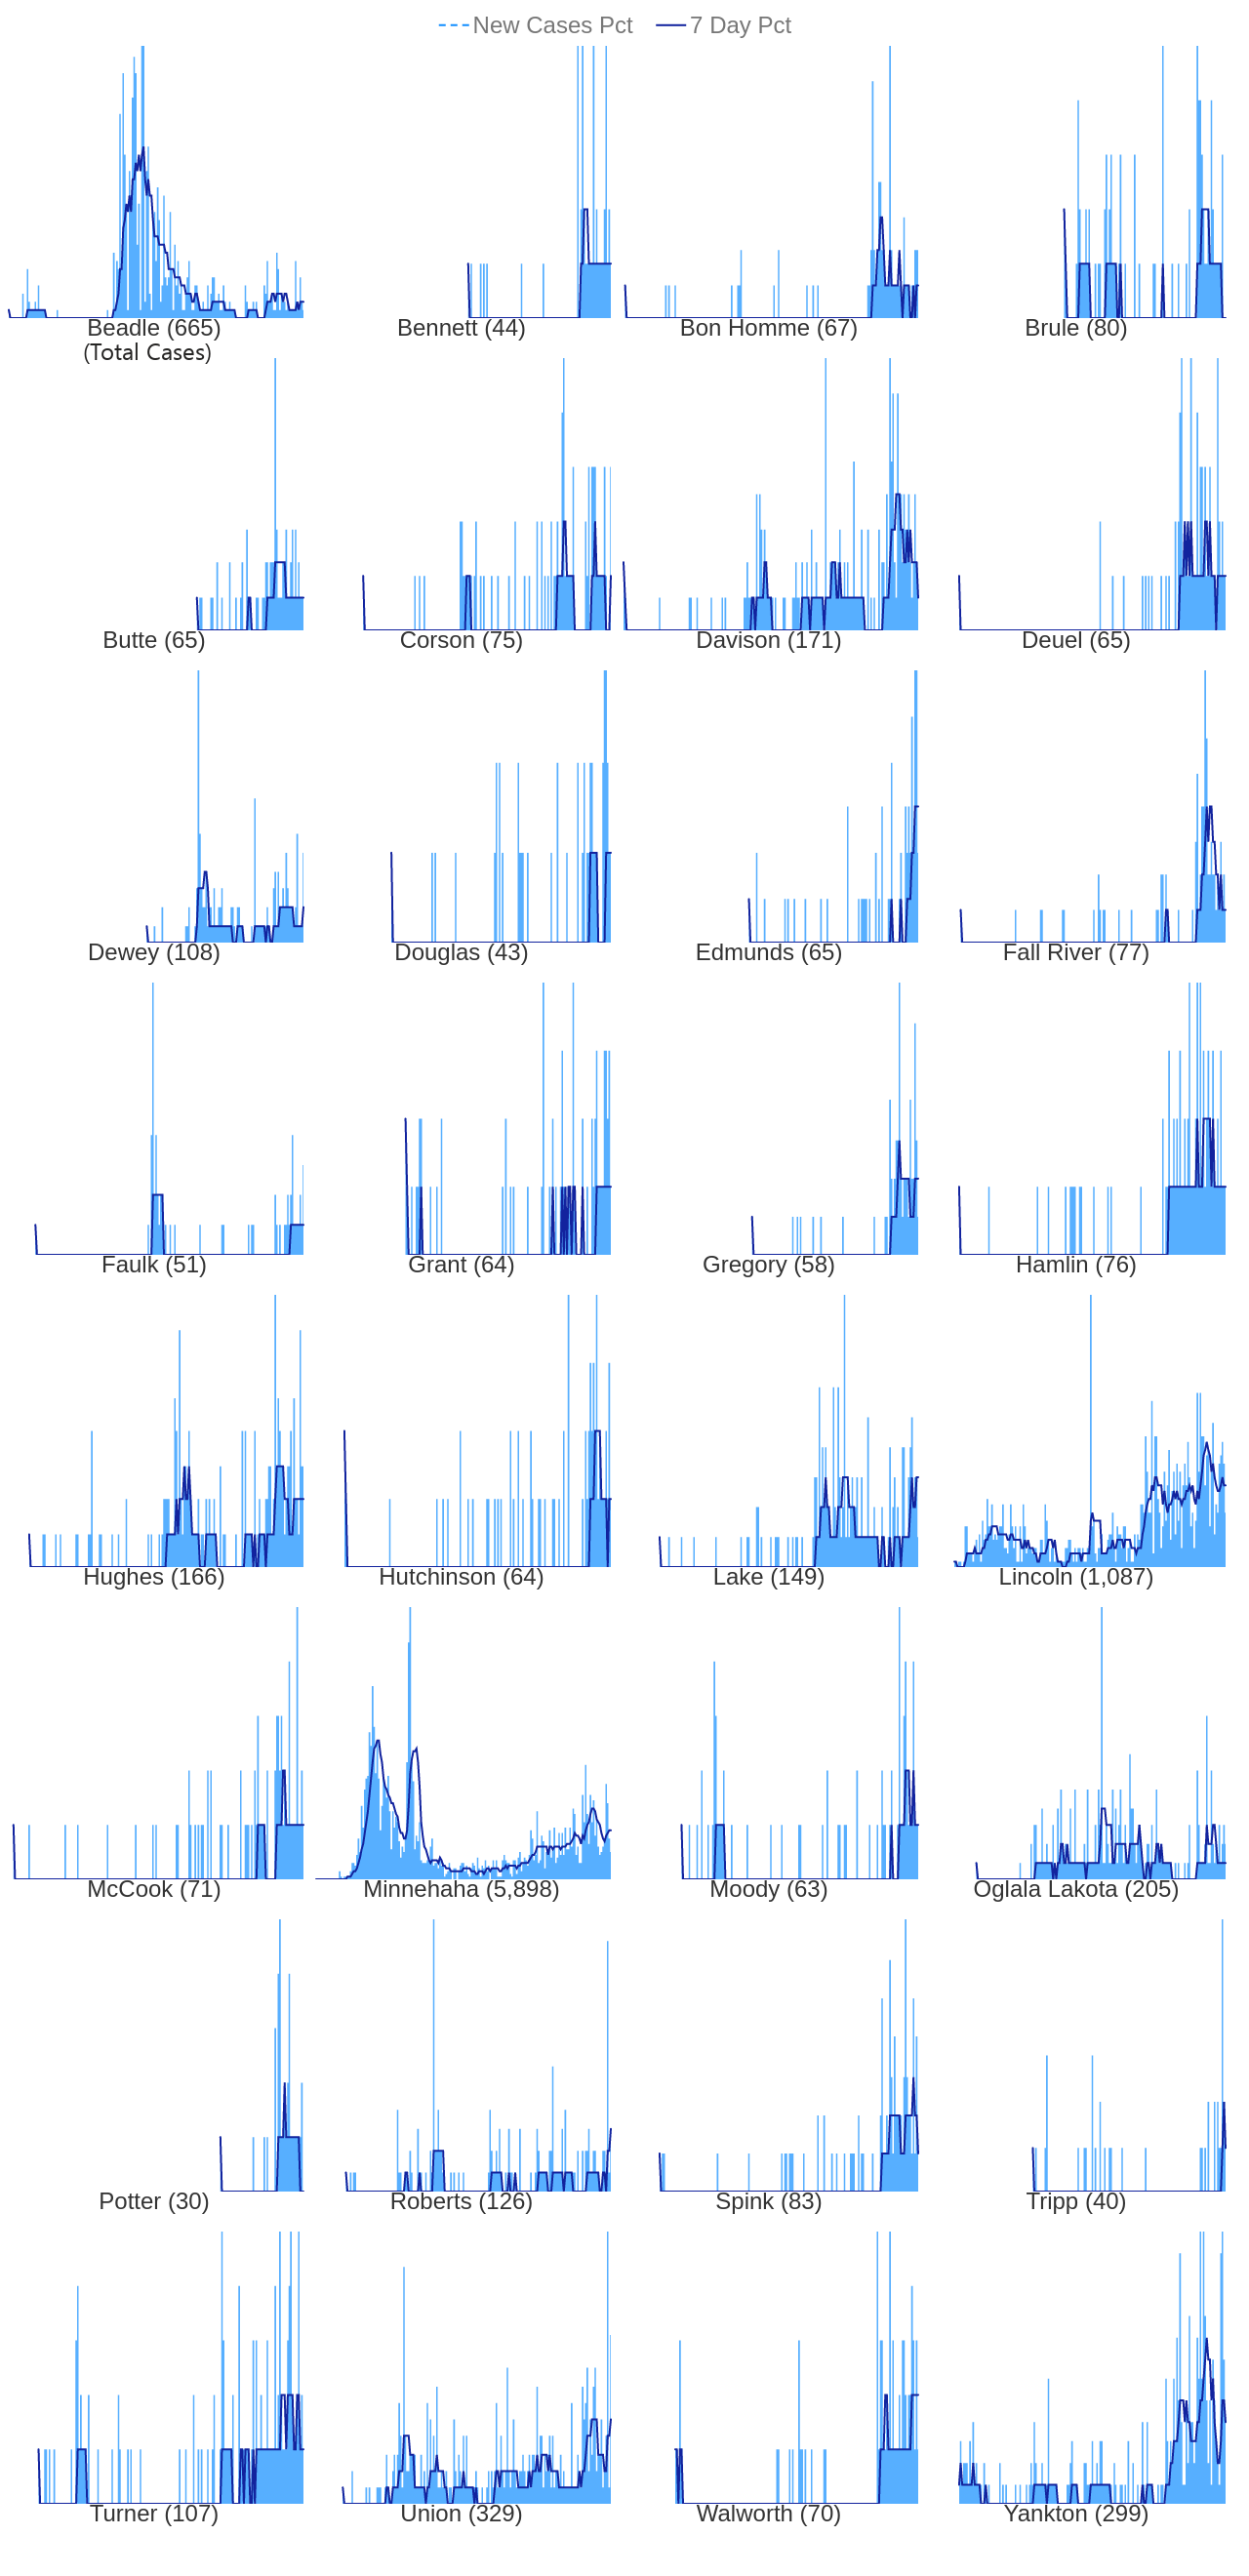 New Cases Pct 7 Day Pct
Beadle (665) Bennett (44) Bon Homme (67) Brule (80)
(Total Cases)
Butte (65) Corson (75) Davison (171) Deuel (65)
Dewey (108) Douglas (43) Edmunds (65) Fall River (77)
Faulk (51) Grant (64) Gregory (58) Hamlin (76)
Hughes (166) Hutchinson (64) Lake (149) Lincoln (1,087)
McCook (71) Minnehaha (5,898) Moody (63) Oglala Lakota (205)
Potter (30) Roberts (126) Spink (83) Tripp (40)
Turner (107) Union (329) Walworth (70) Yankton (299)